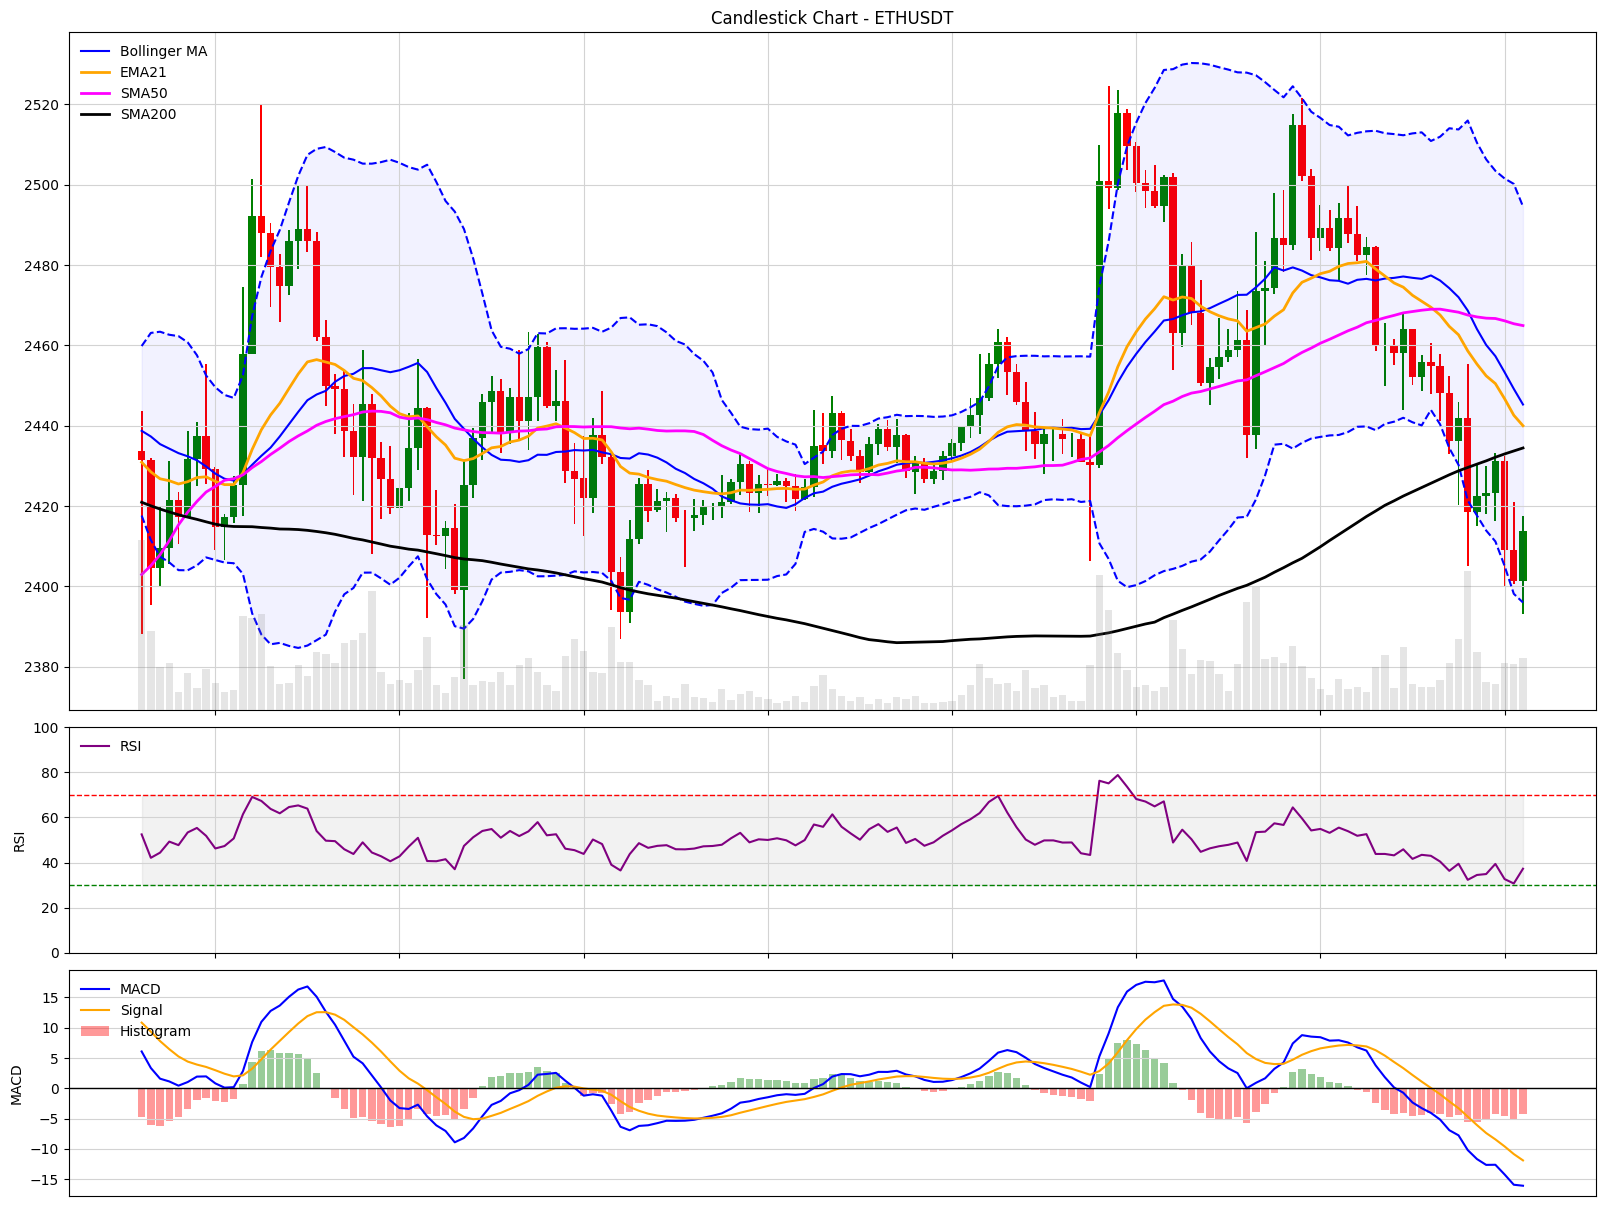 Candlestick Chart - ETHUSDT
Bollinger MA
EMA21
SMA50
SMA200
2520
2500
2480
2460
2440
2420
2400
2380
RSI
100
80
60
40
20
0
RSI
MACD
Signal
Histogram
15
10
5
0
−5
−10
−15
MACD